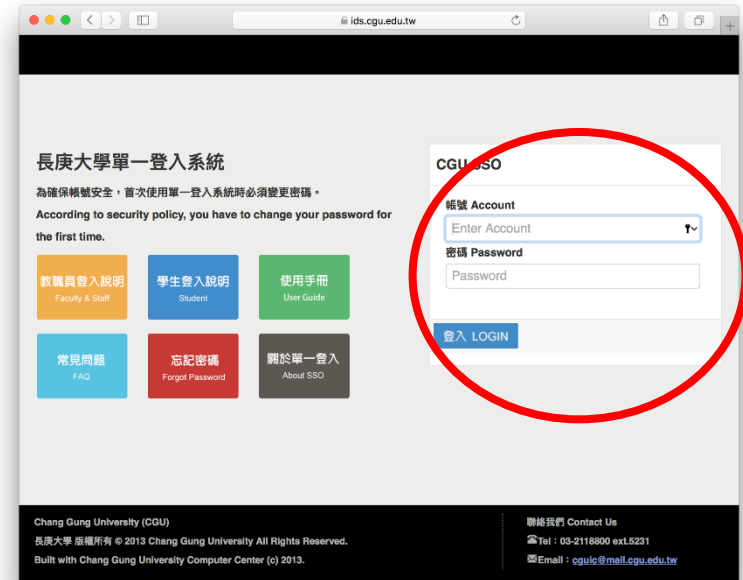 ids.cgu.edu.tw
長庚大學單一登入系統
為確保帳號安全，首次使用單一登入系統時必須變更密碼。
According to security policy, you have to change your password for
the first time.
教職員登入說明
Faculty & Staff
學生登入說明
Student
使用手冊
User Guide
常見問題
FAQ
忘記密碼
Forgot Password
關於單一登入
About SSO
CGU SSO
帳號 Account
Enter Account
密碼 Password
Password
登入 LOGIN
Chang Gung University (CGU)
長庚大學 版權所有 © 2013 Chang Gung University All Rights Reserved.
Built with Chang Gung University Computer Center (c) 2013.
聯絡我們 Contact Us
Tel：03-2118800 ext.5231
Email：cguic@mail.cgu.edu.tw